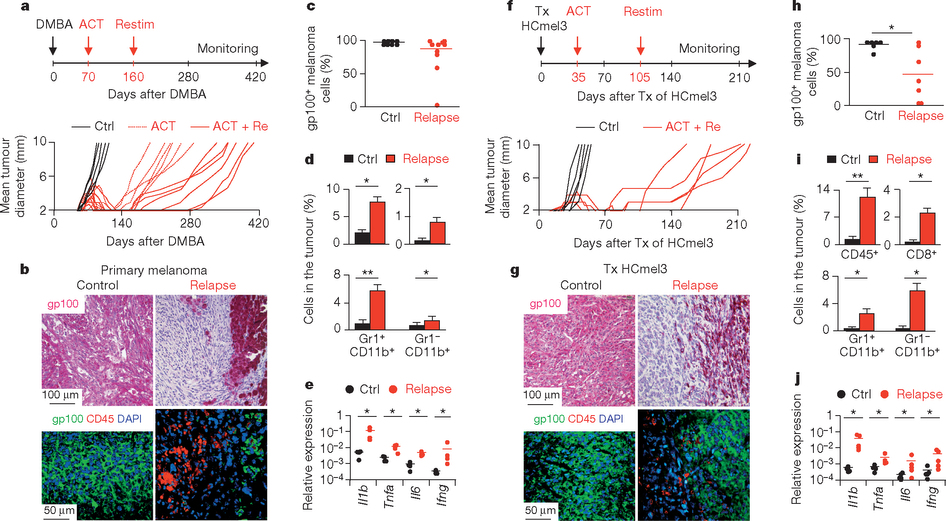 a
DMBA ACT Restim
Monitoring
0 70 160 280 420
Days after DMBA
Ctrl ACT ACT + Re
Mean tumour
diameter (mm)
10
6
2
0 140 280 420
Days after DMBA
b
Primary melanoma
Control Relapse
gp100
100 μm
gp100 CD45 DAPI
50 μm
c
gp100+ melanoma
cells (%)
100
50
0
Ctrl Relapse
d
Ctrl Relapse
Cells in the tumour (%)
10 * 2 *
5 1
0 0
8 ** *
4
0
Gr1+ Gr1−
CD11b+ CD11b+
e
Ctrl Relapse
Relative expression
1 * * * *
10−1
10−2
10−3
10−4
Il1b Tnfa Il6 Ifng
f
Tx
HCmel3 ACT Restim
Monitoring
0 35 70 105 140 210
Days after Tx of HCmel3
Ctrl ACT + Re
Mean tumour
diameter (mm)
10
6
2
0 70 140 210
Days after Tx of HCmel3
g
Tx HCmel3
Control Relapse
gp100
100 μm
gp100 CD45 DAPI
50 μm
h
gp100+ melanoma
cells (%)
100 *
50
0
Ctrl Relapse
i
Ctrl Relapse
Cells in the tumour (%)
14 ** 4 *
7 2
0 0
CD45+ CD8+
8 * *
4
0
Gr1+ Gr1−
CD11b+ CD11b+
j
Ctrl Relapse
Relative expression
1 * * * *
10−1
10−2
10−3
10−4
Il1b Tnfa Il6 Ifng